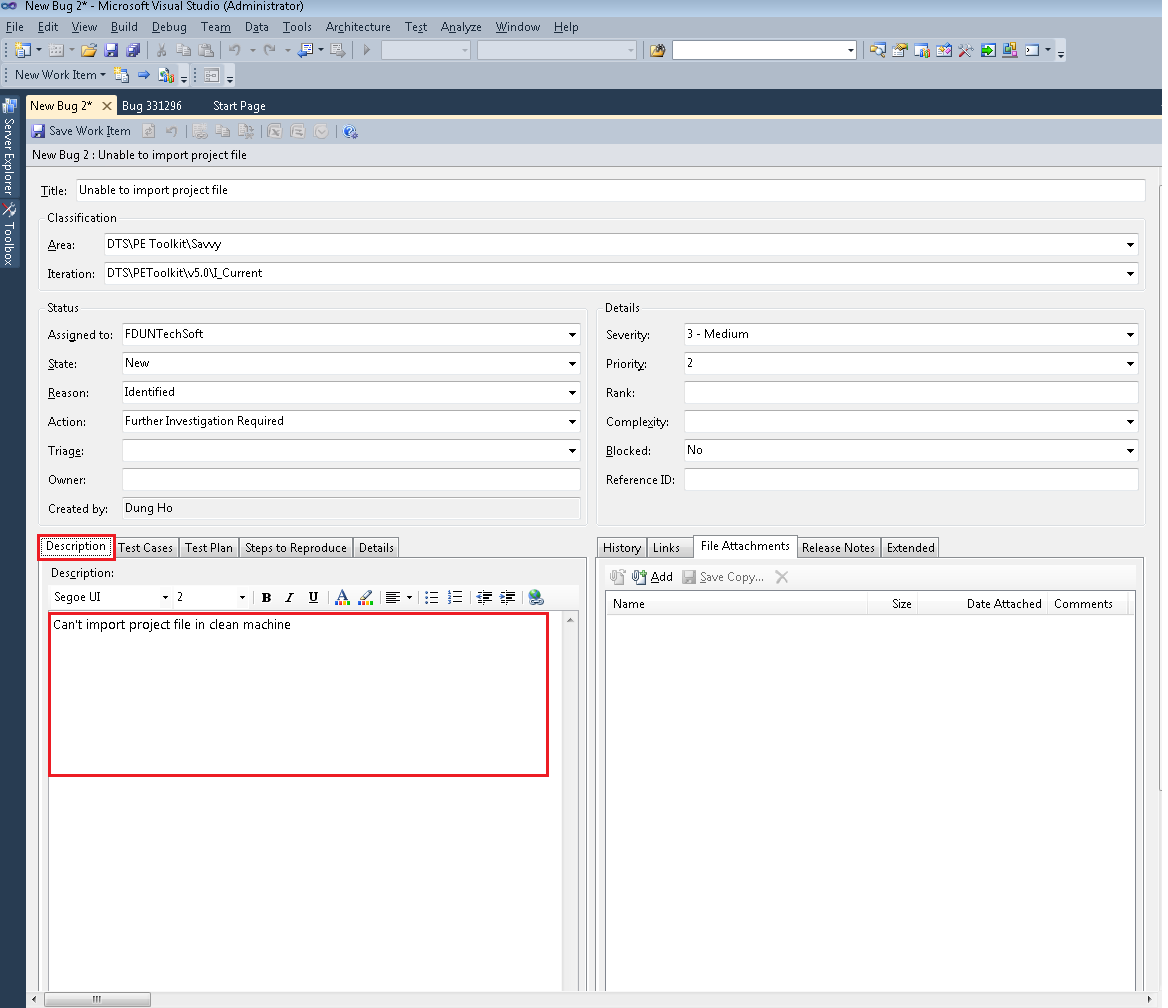 New Bug 2* - Microsoft Visual Studio (Administrator)
File Edit View Build Debug Team Data Tools Architecture Test Analyze Window Help
New Work Item
New Bug 2* Bug 331296 Start Page
Server Explorer
Toolbox
Save Work Item
New Bug 2 : Unable to import project file
Title: Unable to import project file
Classification
Area: DTS\PE Toolkit\Savvy
Iteration: DTS\PEToolkit\v5.0\I_Current
Status
Assigned to: FDUNTechSoft
State: New
Reason: Identified
Action: Further Investigation Required
Triage:
Owner:
Created by: Dung Ho
Details
Severity: 3 - Medium
Priority: 2
Rank:
Complexity:
Blocked: No
Reference ID:
Description Test Cases Test Plan Steps to Reproduce Details
Description:
Segoe UI 2 B I U A
Can't import project file in clean machine
History Links File Attachments Release Notes Extended
Add Save Copy...
Name Size Date Attached Comments